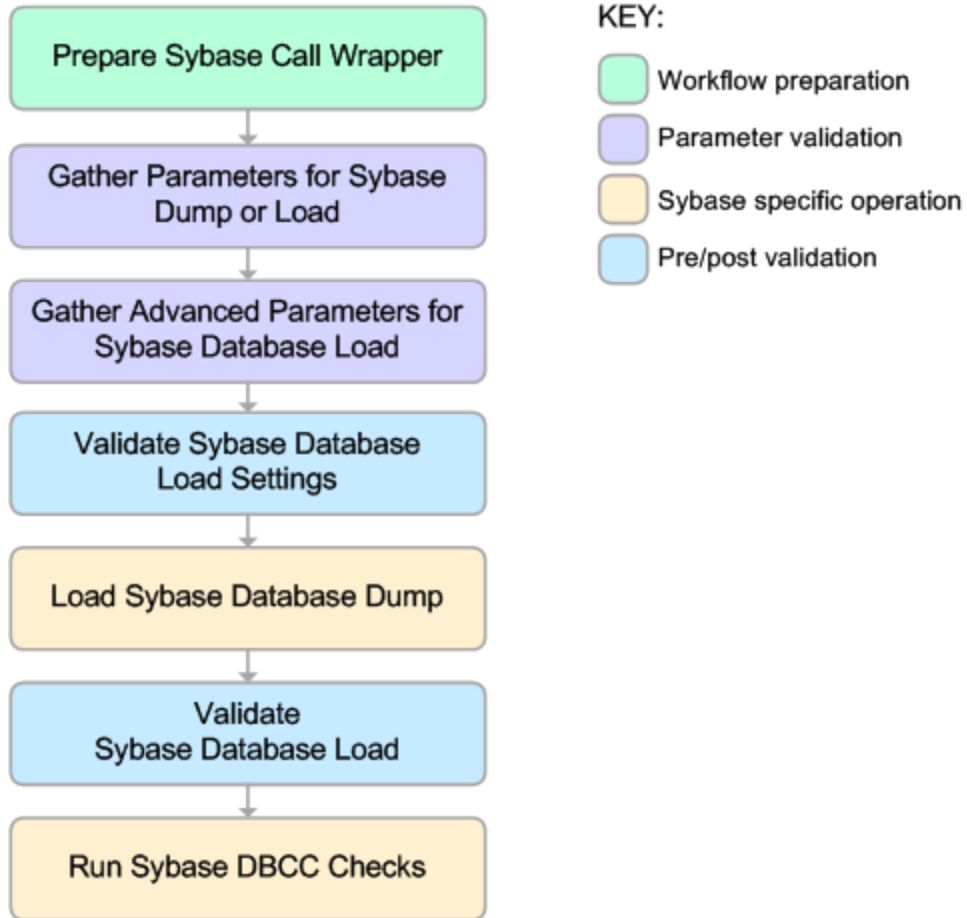 Prepare Sybase Call Wrapper
Gather Parameters for Sybase
Dump or Load
Gather Advanced Parameters for
Sybase Database Load
Validate Sybase Database
Load Settings
Load Sybase Database Dump
Validate
Sybase Database Load
Run Sybase DBCC Checks
KEY:
Workflow preparation
Parameter validation
Sybase specific operation
Pre/post validation